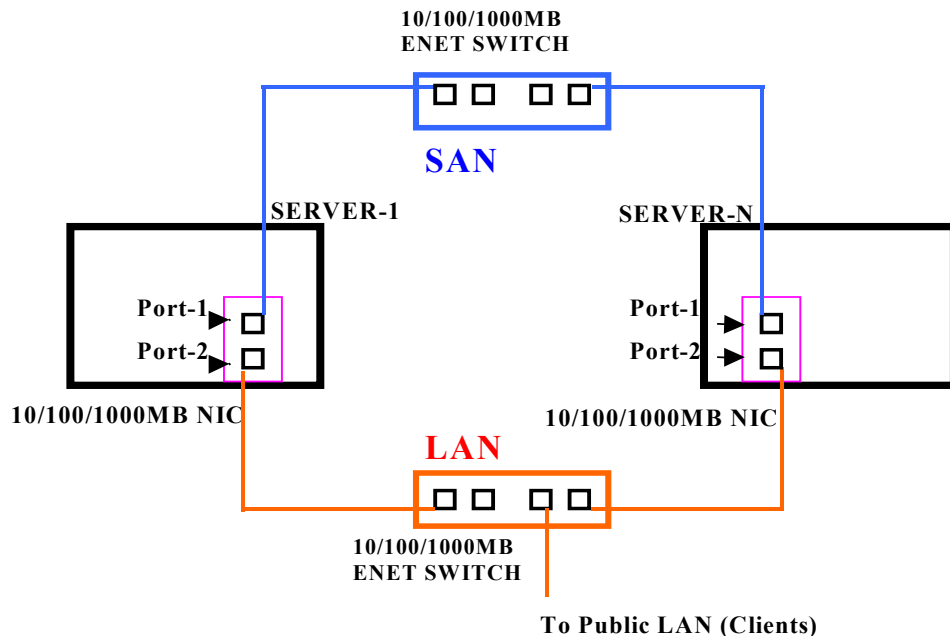 10/100/1000MB
ENET SWITCH
SAN
SERVER-1
SERVER-N
Port-1
Port-2
Port-1
Port-2
10/100/1000MB NIC
10/100/1000MB NIC
LAN
10/100/1000MB
ENET SWITCH
To Public LAN (Clients)